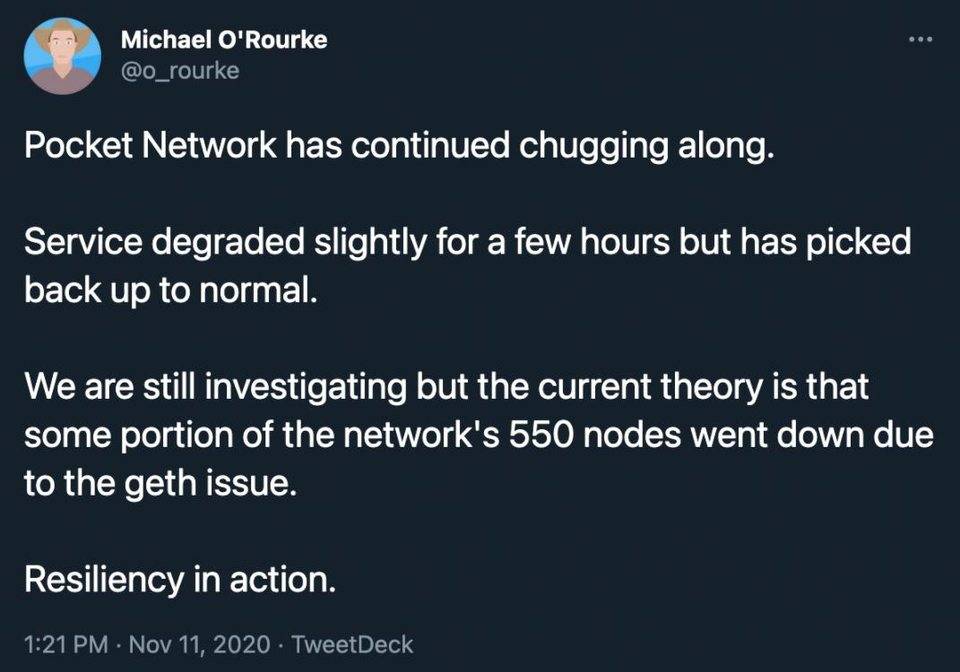 Michael O'Rourke
@o_rourke
Pocket Network has continued chugging along.
Service degraded slightly for a few hours but has picked
back up to normal.
We are still investigating but the current theory is that
some portion of the network's 550 nodes went down due
to the geth issue.
Resiliency in action.
1:21 PM · Nov 11, 2020 · TweetDeck